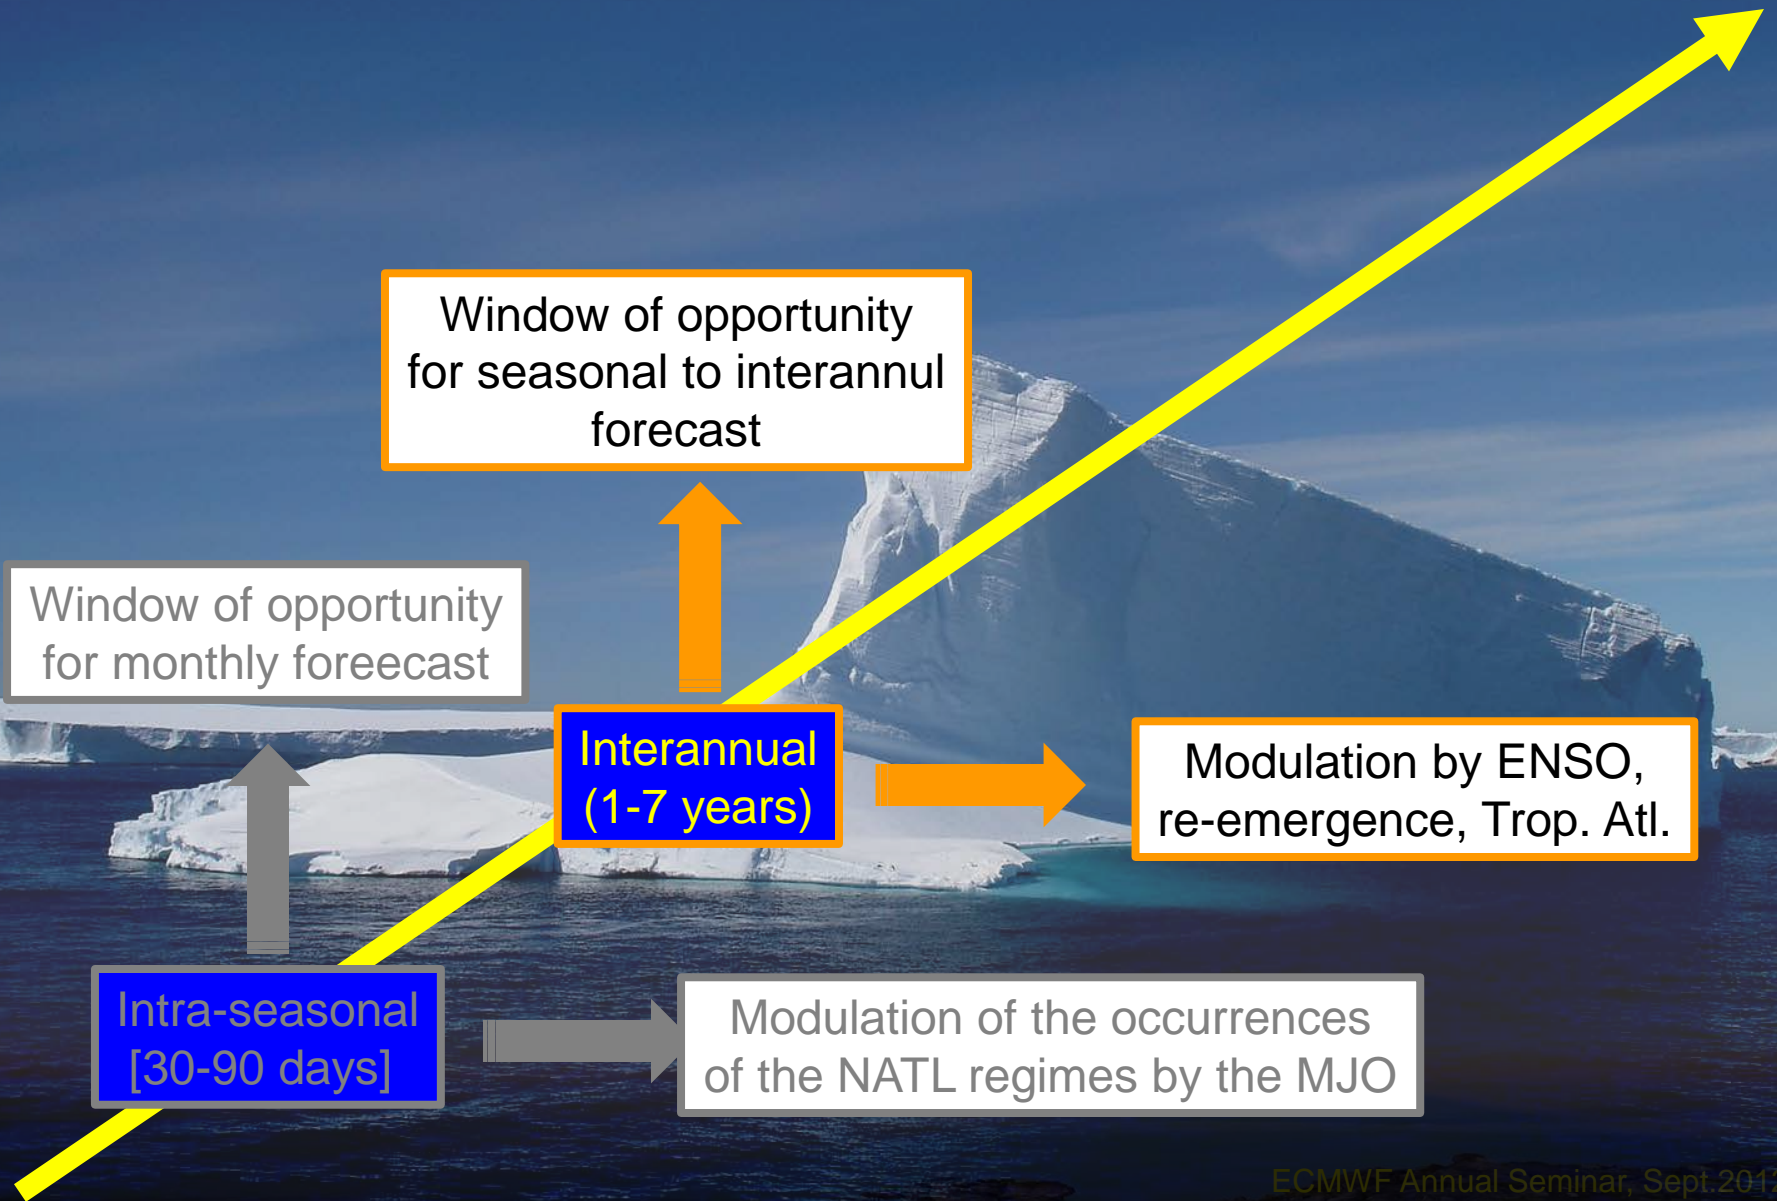 Window of opportunity
for seasonal to interannul
forecast
Window of opportunity
for monthly foreecast
Interannual
(1-7 years)
Modulation by ENSO,
re-emergence, Trop. Atl.
Intra-seasonal
[30-90 days]
Modulation of the occurrences
of the NATL regimes by the MJO
ECMWF Annual Seminar, Sept.201